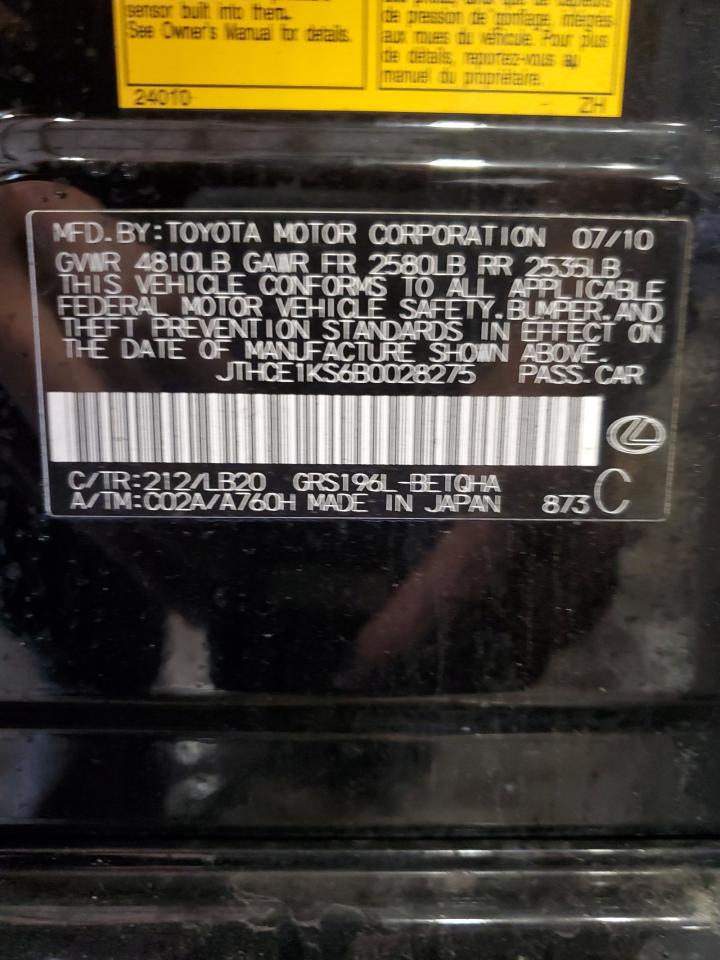 sensor built into them.
See Owner's Manual for details.
de pression de gonflage, intégrés
aux roues du véhicule. Pour plus
de détails, reportez-vous au
manuel du propriétaire.
24010
ZH
MFD.BY:TOYOTA MOTOR CORPORATION 07/10
GVWR 4810LB GAWR FR 2580LB RR 2535LB
THIS VEHICLE CONFORMS TO ALL APPLICABLE
FEDERAL MOTOR VEHICLE SAFETY,BUMPER,AND
THEFT PREVENTION STANDARDS IN EFFECT ON
THE DATE OF MANUFACTURE SHOWN ABOVE.
JTHCE1KS6B0028275 PASS.CAR
C/TR:212/LB20 GRS196L-BETQHA
A/TM:C02A/A760H MADE IN JAPAN 873 C